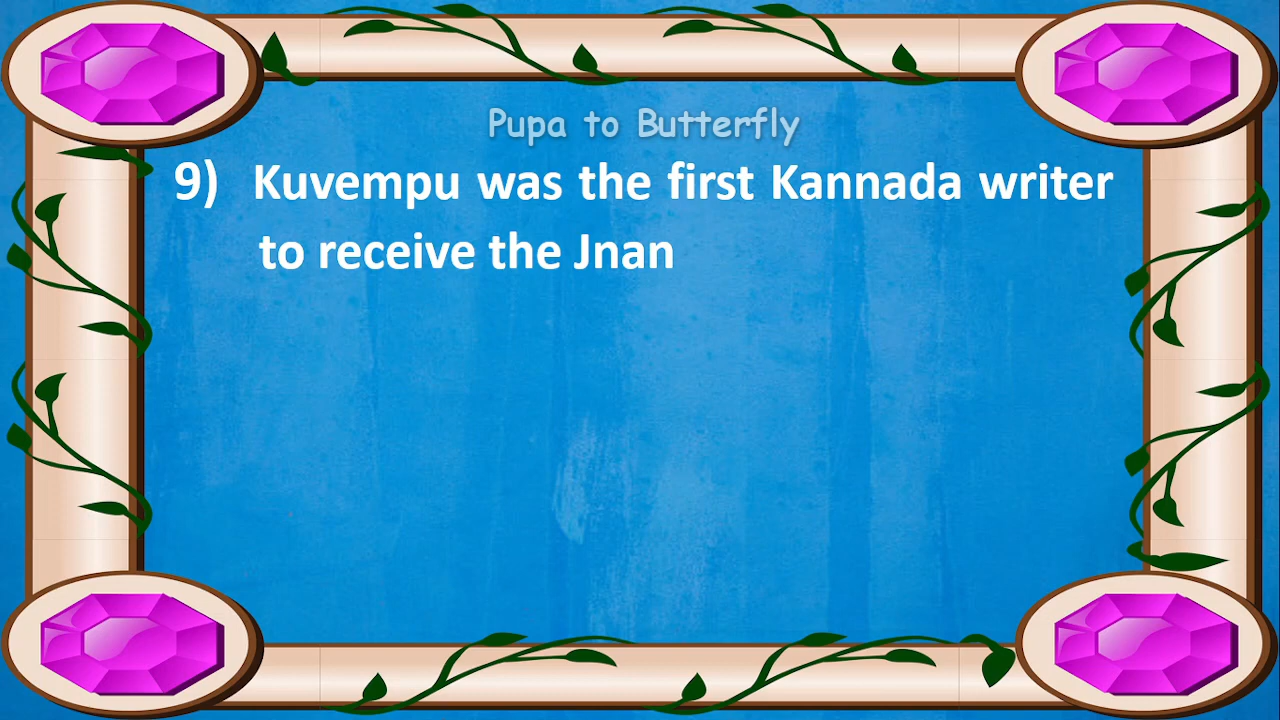 Pupa to Butterfly
9) Kuvempu was the first Kannada writer
to receive the Jnan